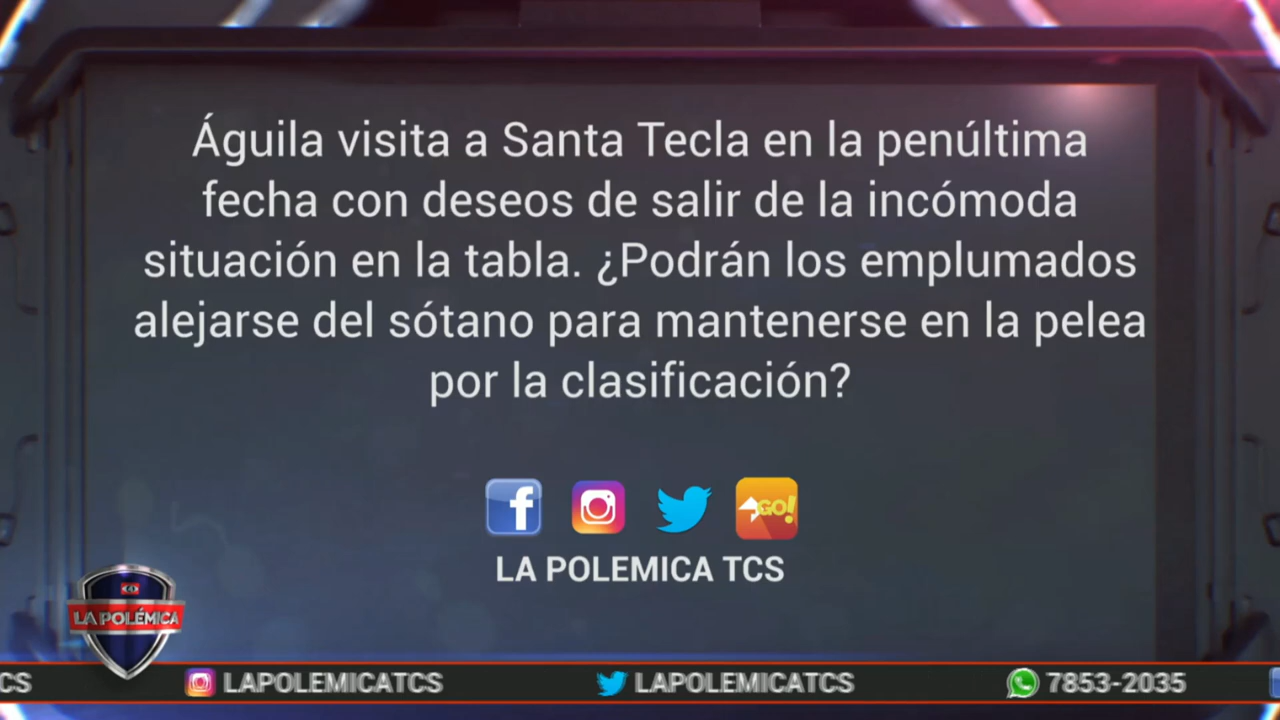 Águila visita a Santa Tecla en la penúltima
fecha con deseos de salir de la incómoda
situación en la tabla. ¿Podrán los emplumados
alejarse del sótano para mantenerse en la pelea
por la clasificación?
GO!
LA POLEMICA TCS
LA POLÉMICA
CS
LAPOLEMICATCS
LAPOLEMICATCS
7853-2035